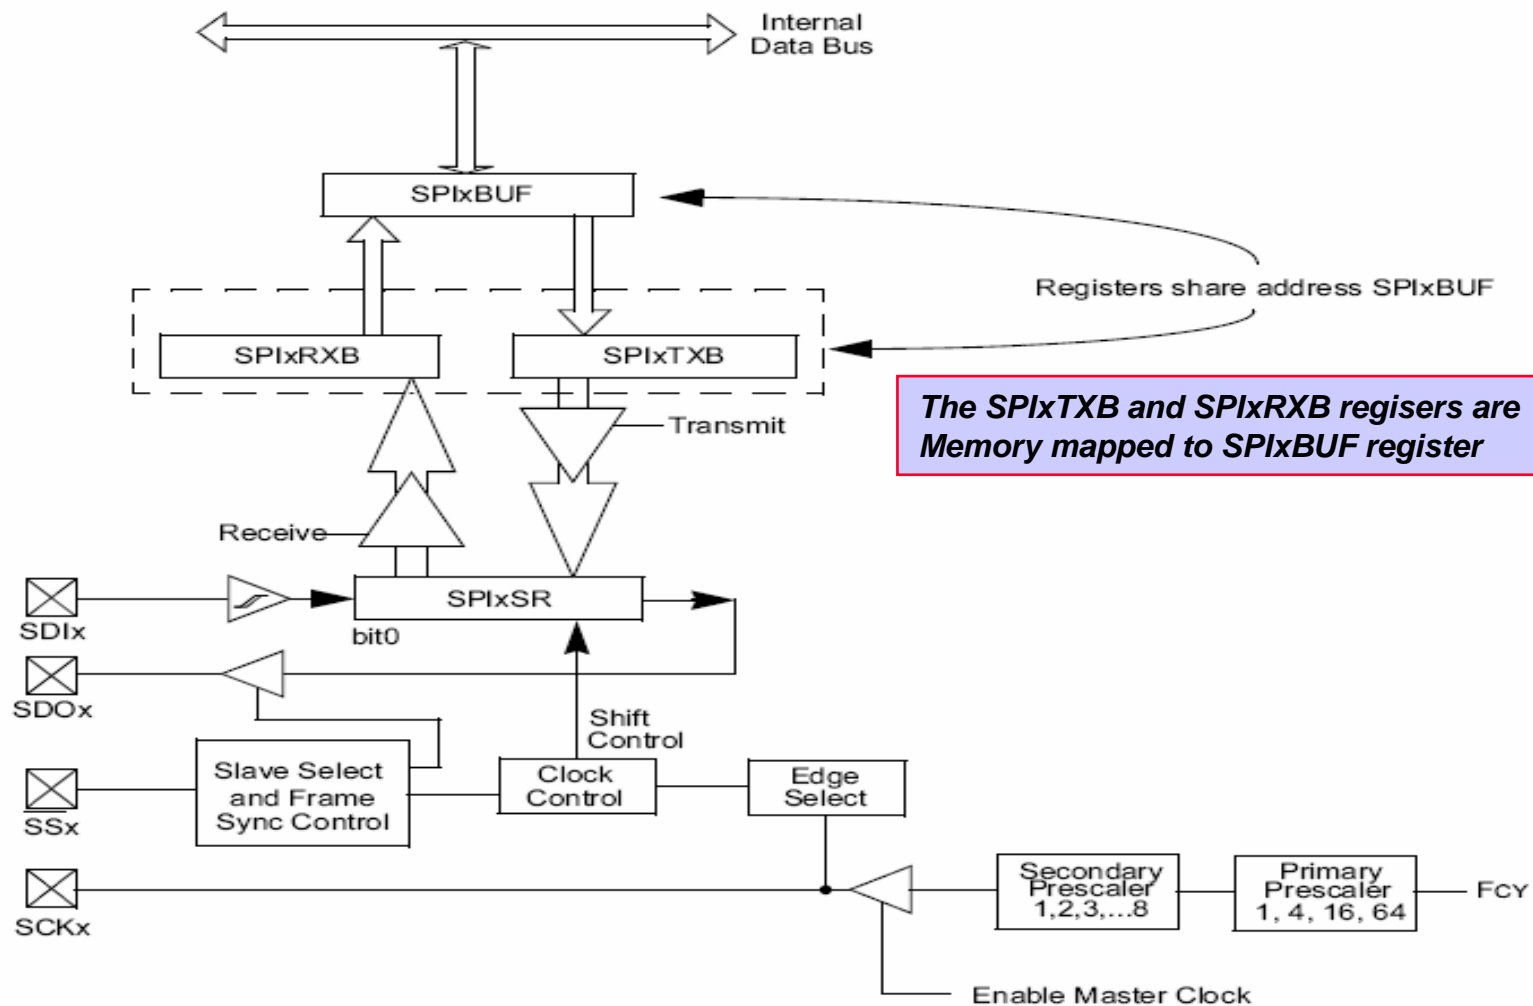 Internal
Data Bus
SPIxBUF
Registers share address SPIxBUF
SPIxRXB
SPIxTXB
The SPIxTXB and SPIxRXB regisers are
Memory mapped to SPIxBUF register
Transmit
Receive
SPIxSR
SDIx
bit0
SDOx
Shift
Control
Slave Select
and Frame
Sync Control
Clock
Control
Edge
Select
SSx
Secondary
Prescaler
1,2,3,...8
Primary
Prescaler
1, 4, 16, 64
FCY
SCKx
Enable Master Clock